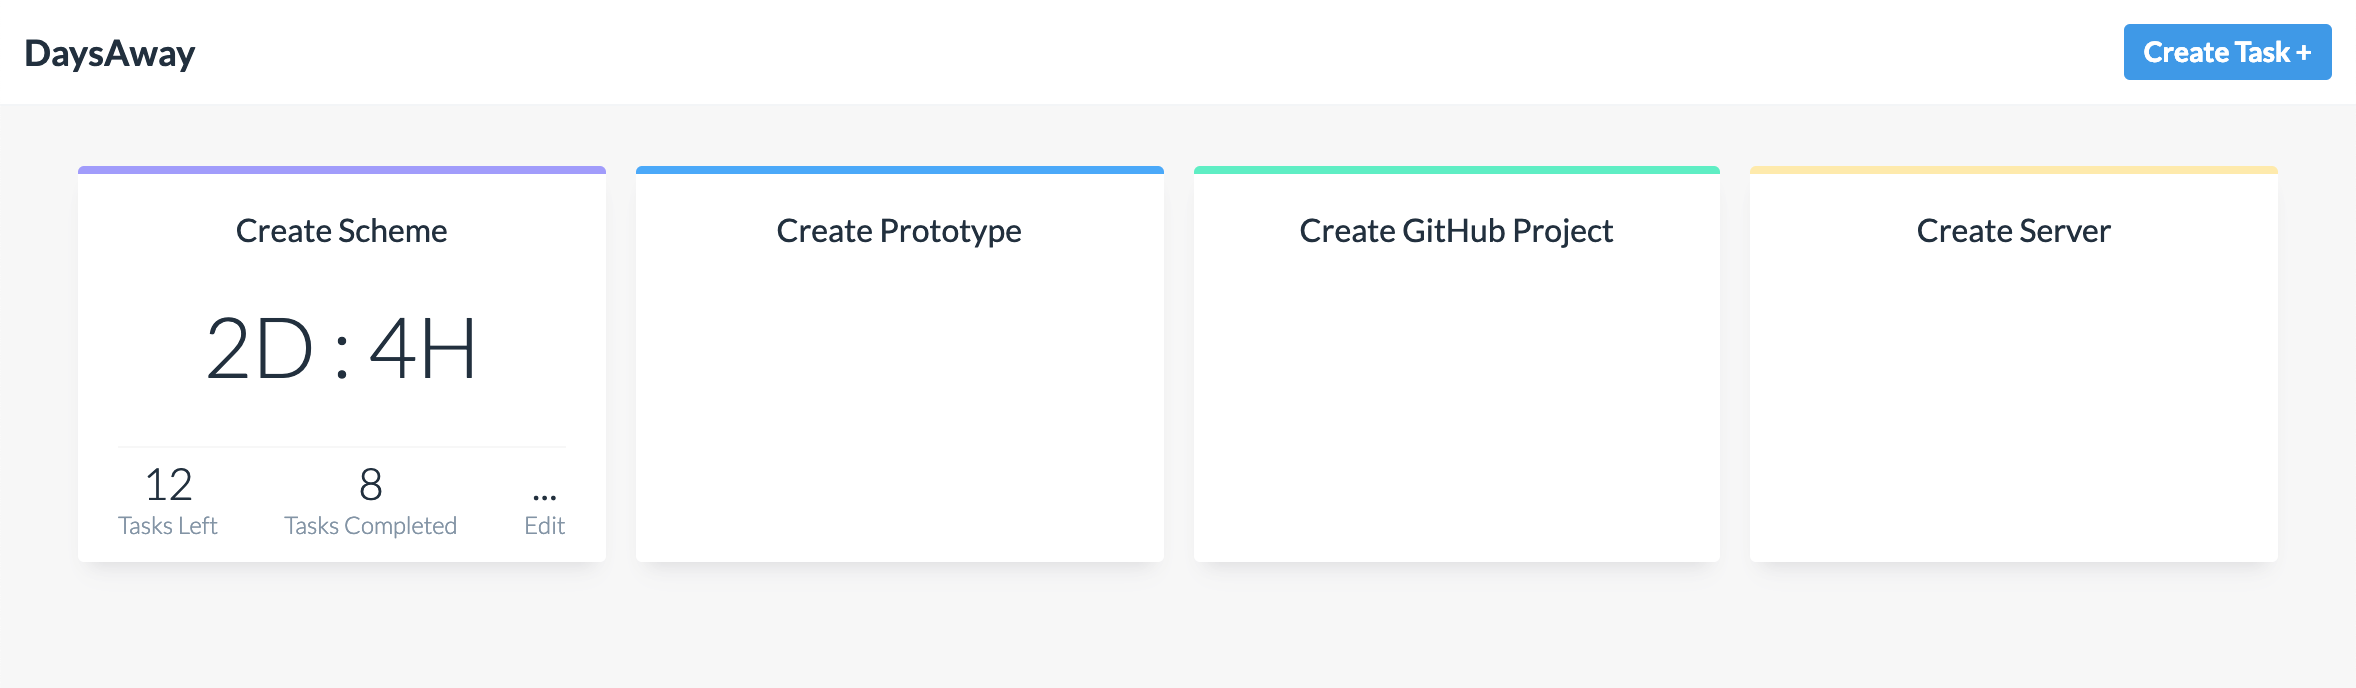 DaysAway
Create Task +
Create Scheme
2D : 4H
12
Tasks Left
8
Tasks Completed
...
Edit
Create Prototype
Create GitHub Project
Create Server